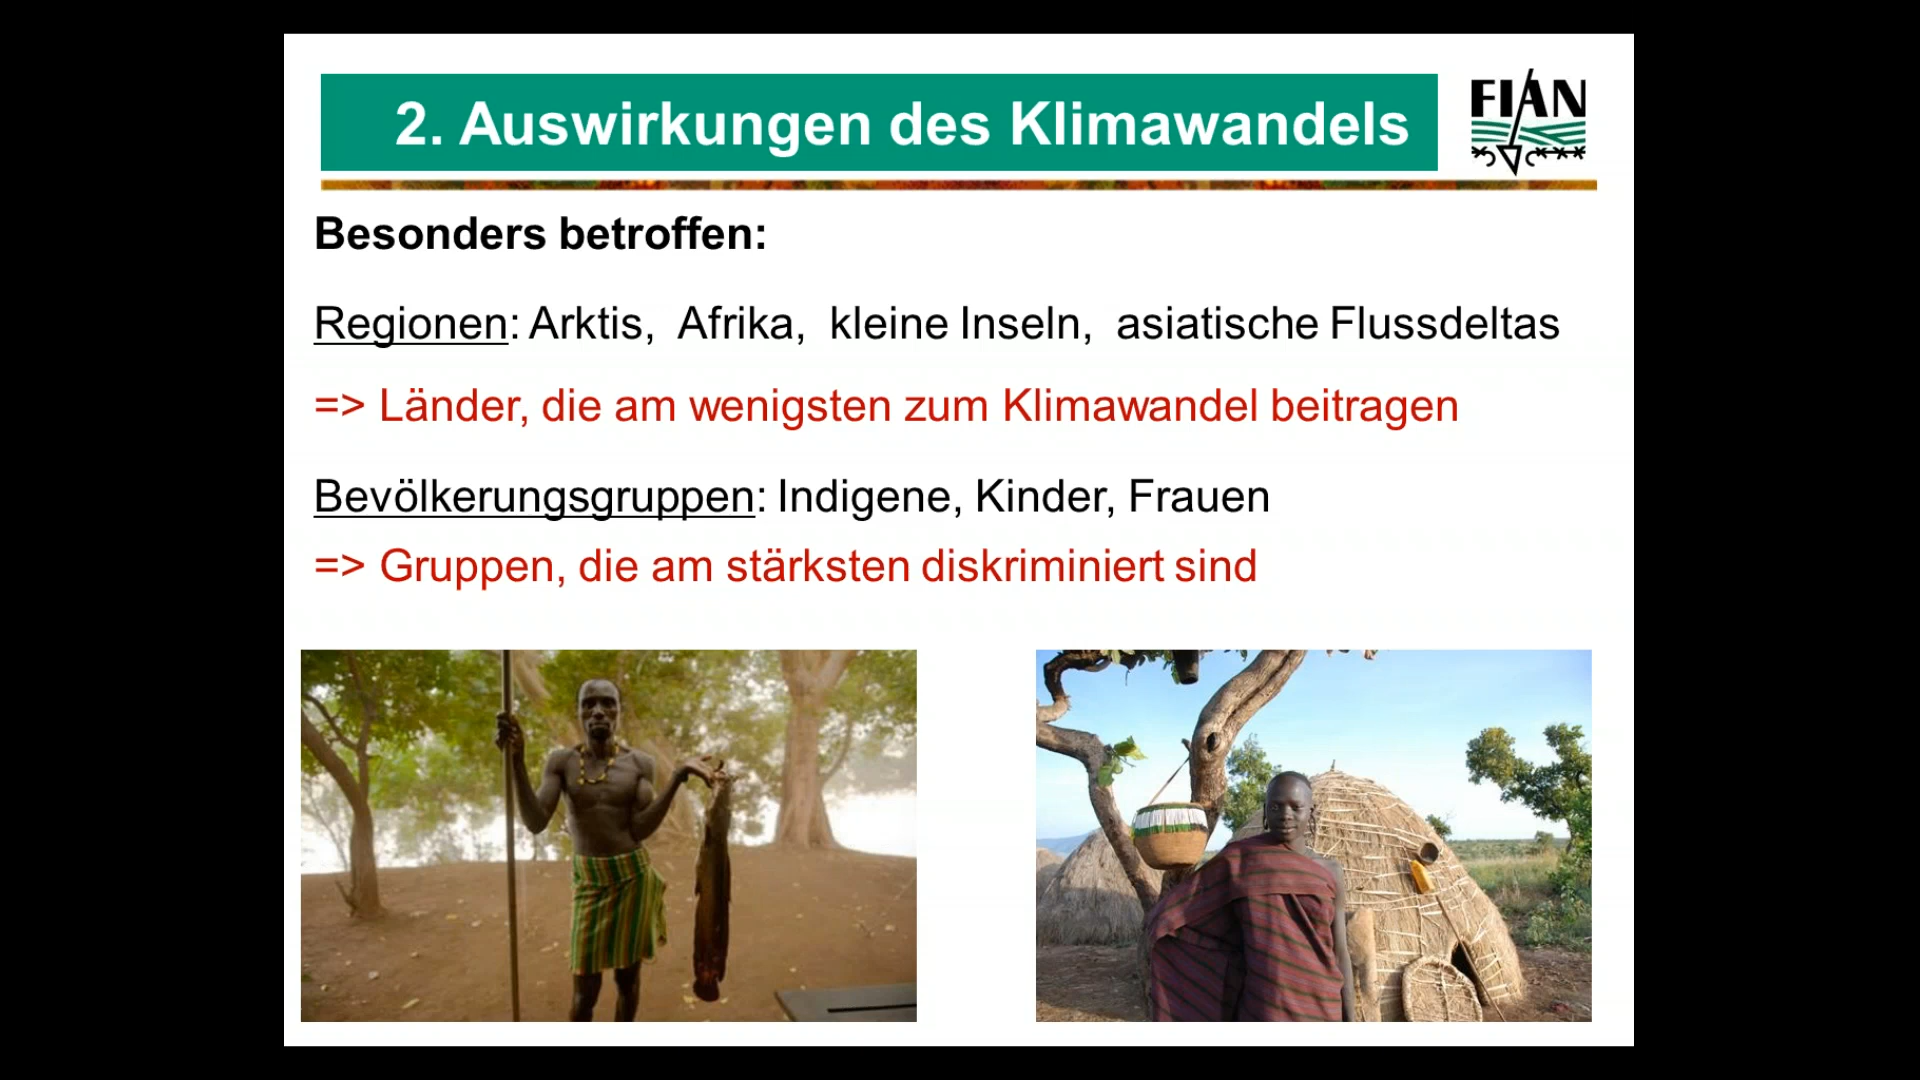 2. Auswirkungen des Klimawandels
FIAN
Besonders betroffen:
Regionen: Arktis, Afrika, kleine Inseln, asiatische Flussdeltas
=> Länder, die am wenigsten zum Klimawandel beitragen
Bevölkerungsgruppen: Indigene, Kinder, Frauen
=> Gruppen, die am stärksten diskriminiert sind